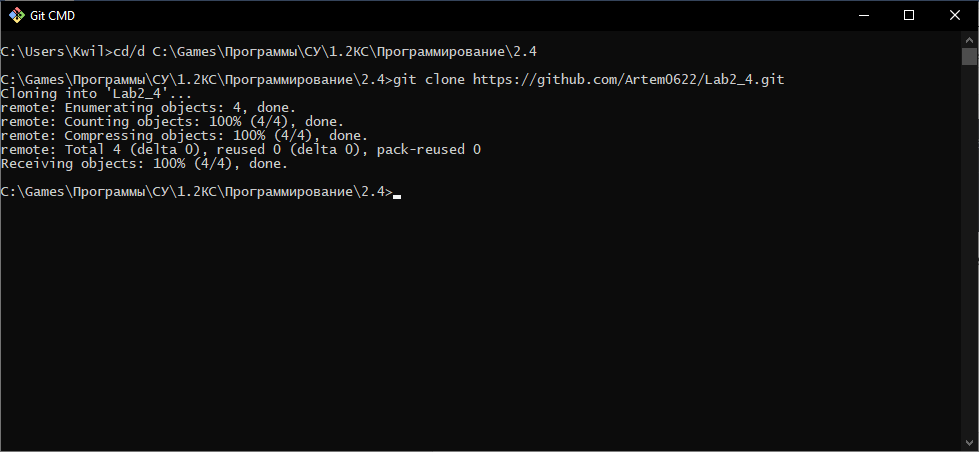 Git CMD
C:\Users\Kwil>cd/d C:\Games\Программы\СУ\1.2КС\Программирование\2.4
C:\Games\Программы\СУ\1.2КС\Программирование\2.4>git clone https://github.com/Artem0622/Lab2_4.git
Cloning into 'Lab2_4'...
remote: Enumerating objects: 4, done.
remote: Counting objects: 100% (4/4), done.
remote: Compressing objects: 100% (4/4), done.
remote: Total 4 (delta 0), reused 0 (delta 0), pack-reused 0
Receiving objects: 100% (4/4), done.
C:\Games\Программы\СУ\1.2КС\Программирование\2.4>